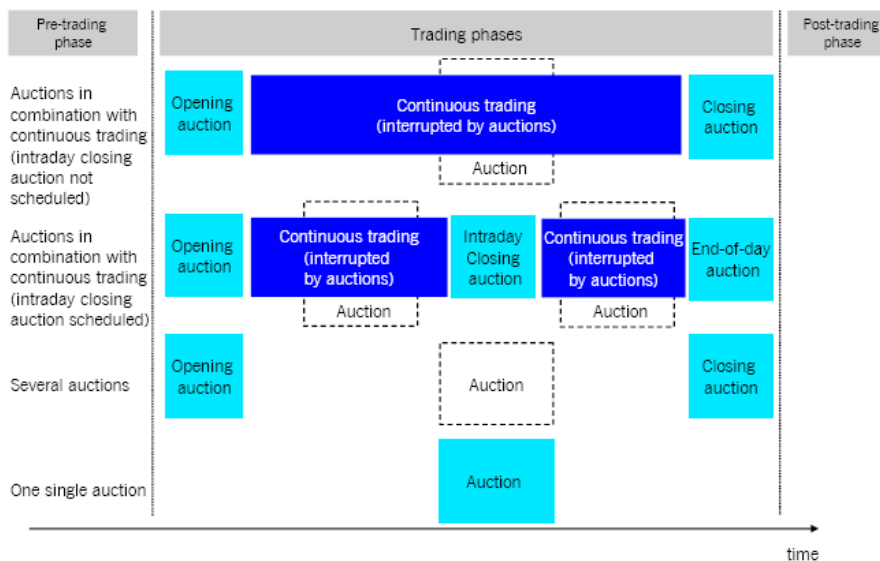 Pre-trading
phase
Trading phases
Post-trading
phase
Auctions in
combination with
continuous trading
(intraday closing
auction not
scheduled)
Opening
auction
Continuous trading
(interrupted by auctions)
Auction
Closing
auction
Auctions in
combination with
continuous trading
(intraday closing
auction scheduled)
Opening
auction
Continuous trading
(interrupted
by auctions)
Auction
Intraday
Closing
auction
Continuous trading
(interrupted
by auctions)
Auction
End-of-day
auction
Several auctions
Opening
auction
Auction
Closing
auction
One single auction
Auction
time